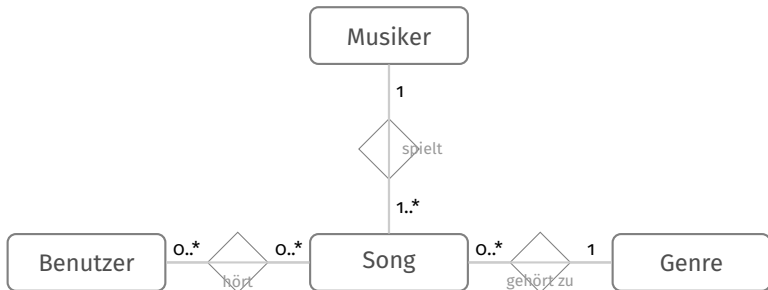 Musiker
1
spielt
1..*
0..*
0..*
0..*
1
Benutzer
hört
Song
gehört zu
Genre